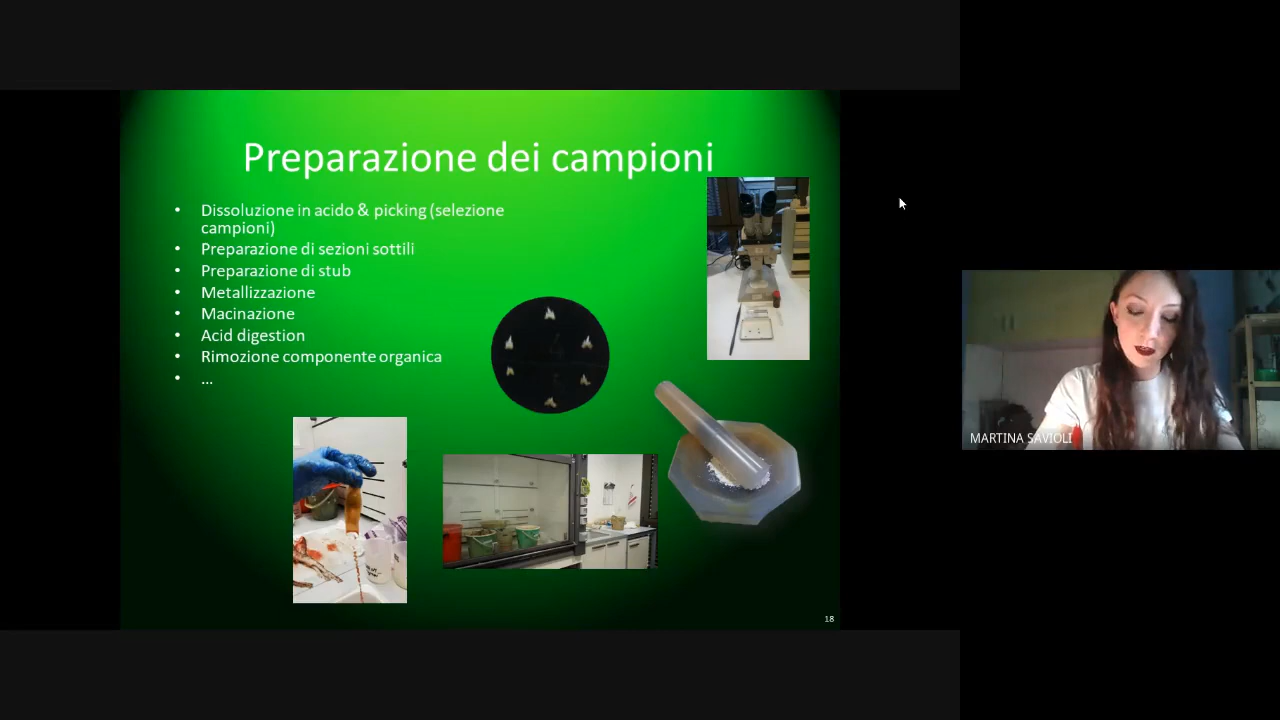 Preparazione dei campioni
• Dissoluzione in acido & picking (selezione
campioni)
• Preparazione di sezioni sottili
• Preparazione di stub
• Metallizzazione
• Macinazione
• Acid digestion
• Rimozione componente organica
• ...
18
MARTINA SAVIOLI